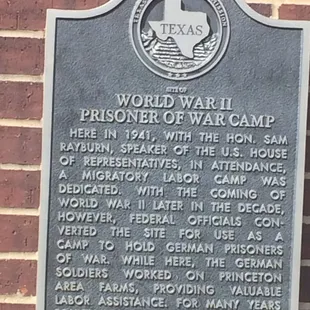 TEXAS
SITE OF
WORLD WAR II
PRISONER OF WAR CAMP
HERE IN 1941, WITH THE HON. SAM
RAYBURN, SPEAKER OF THE U.S. HOUSE
OF REPRESENTATIVES, IN ATTENDANCE,
A MIGRATORY LABOR CAMP WAS
DEDICATED. WITH THE COMING OF
WORLD WAR II LATER IN THE DECADE,
HOWEVER, FEDERAL OFFICIALS CON-
VERTED THE SITE FOR USE AS A
CAMP TO HOLD GERMAN PRISONERS
OF WAR. WHILE HERE, THE GERMAN
SOLDIERS WORKED ON PRINCETON
AREA FARMS, PROVIDING VALUABLE
LABOR ASSISTANCE. FOR MANY YEARS